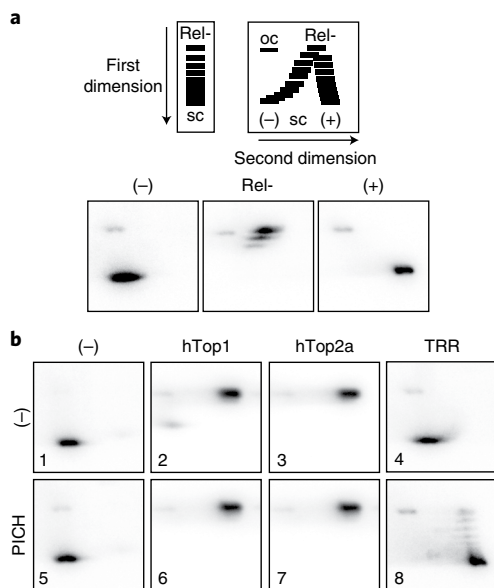 a
Rel-
First
dimension
sc
oc Rel-
(–) sc (+)
Second dimension
(–) Rel- (+)
b
(–) hTop1 hTop2a TRR
(–)
1 2 3 4
PICH
5 6 7 8